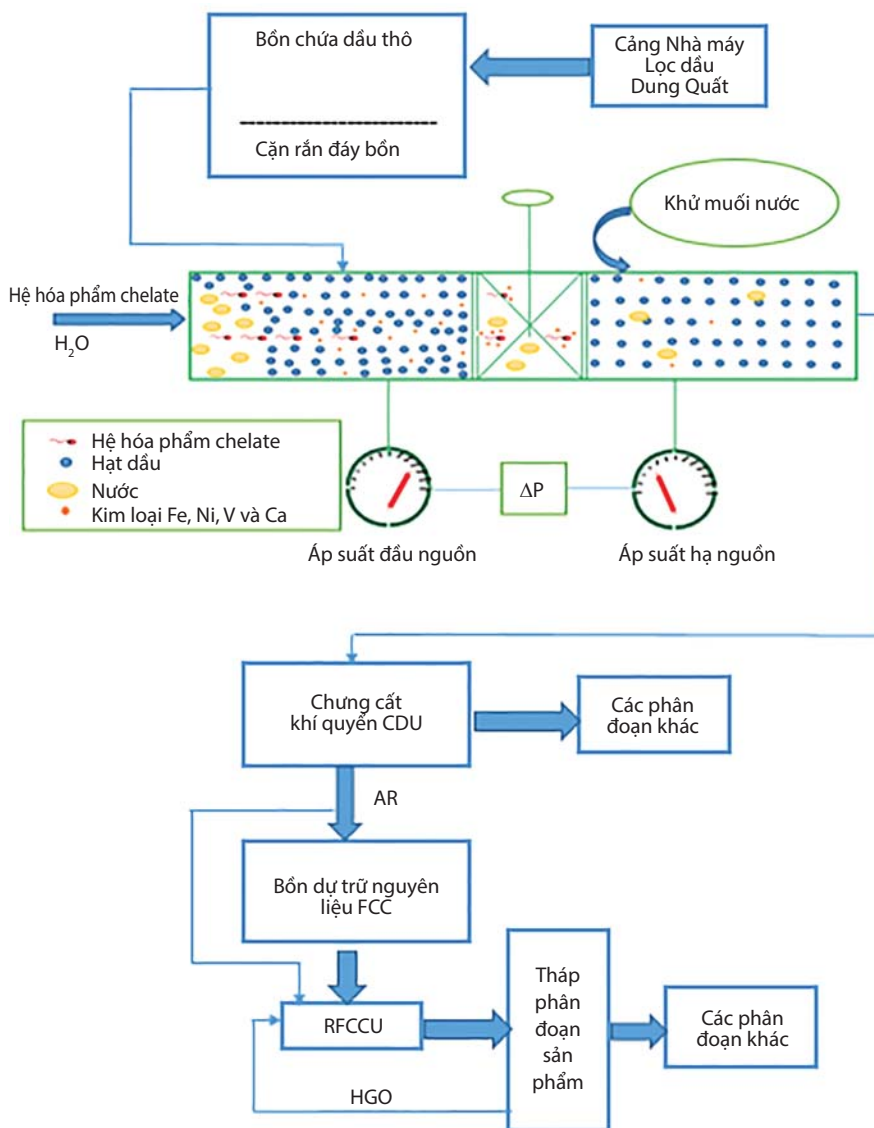 Bồn chứa dầu thô
Cặn rắn đáy bồn
Cảng Nhà máy
Lọc dầu
Dung Quất
Khử muối nước
Hệ hóa phẩm chelate
H₂O
Hệ hóa phẩm chelate
Hạt dầu
Nước
Kim loại Fe, Ni, V và Ca
ΔP
Áp suất đầu nguồn
Áp suất hạ nguồn
Chưng cất
khí quyển CDU
Các phân
đoạn khác
AR
Bồn dự trữ nguyên
liệu FCC
RFCCU
HGO
Tháp
phân
đoạn
sản
phẩm
Các phân
đoạn khác